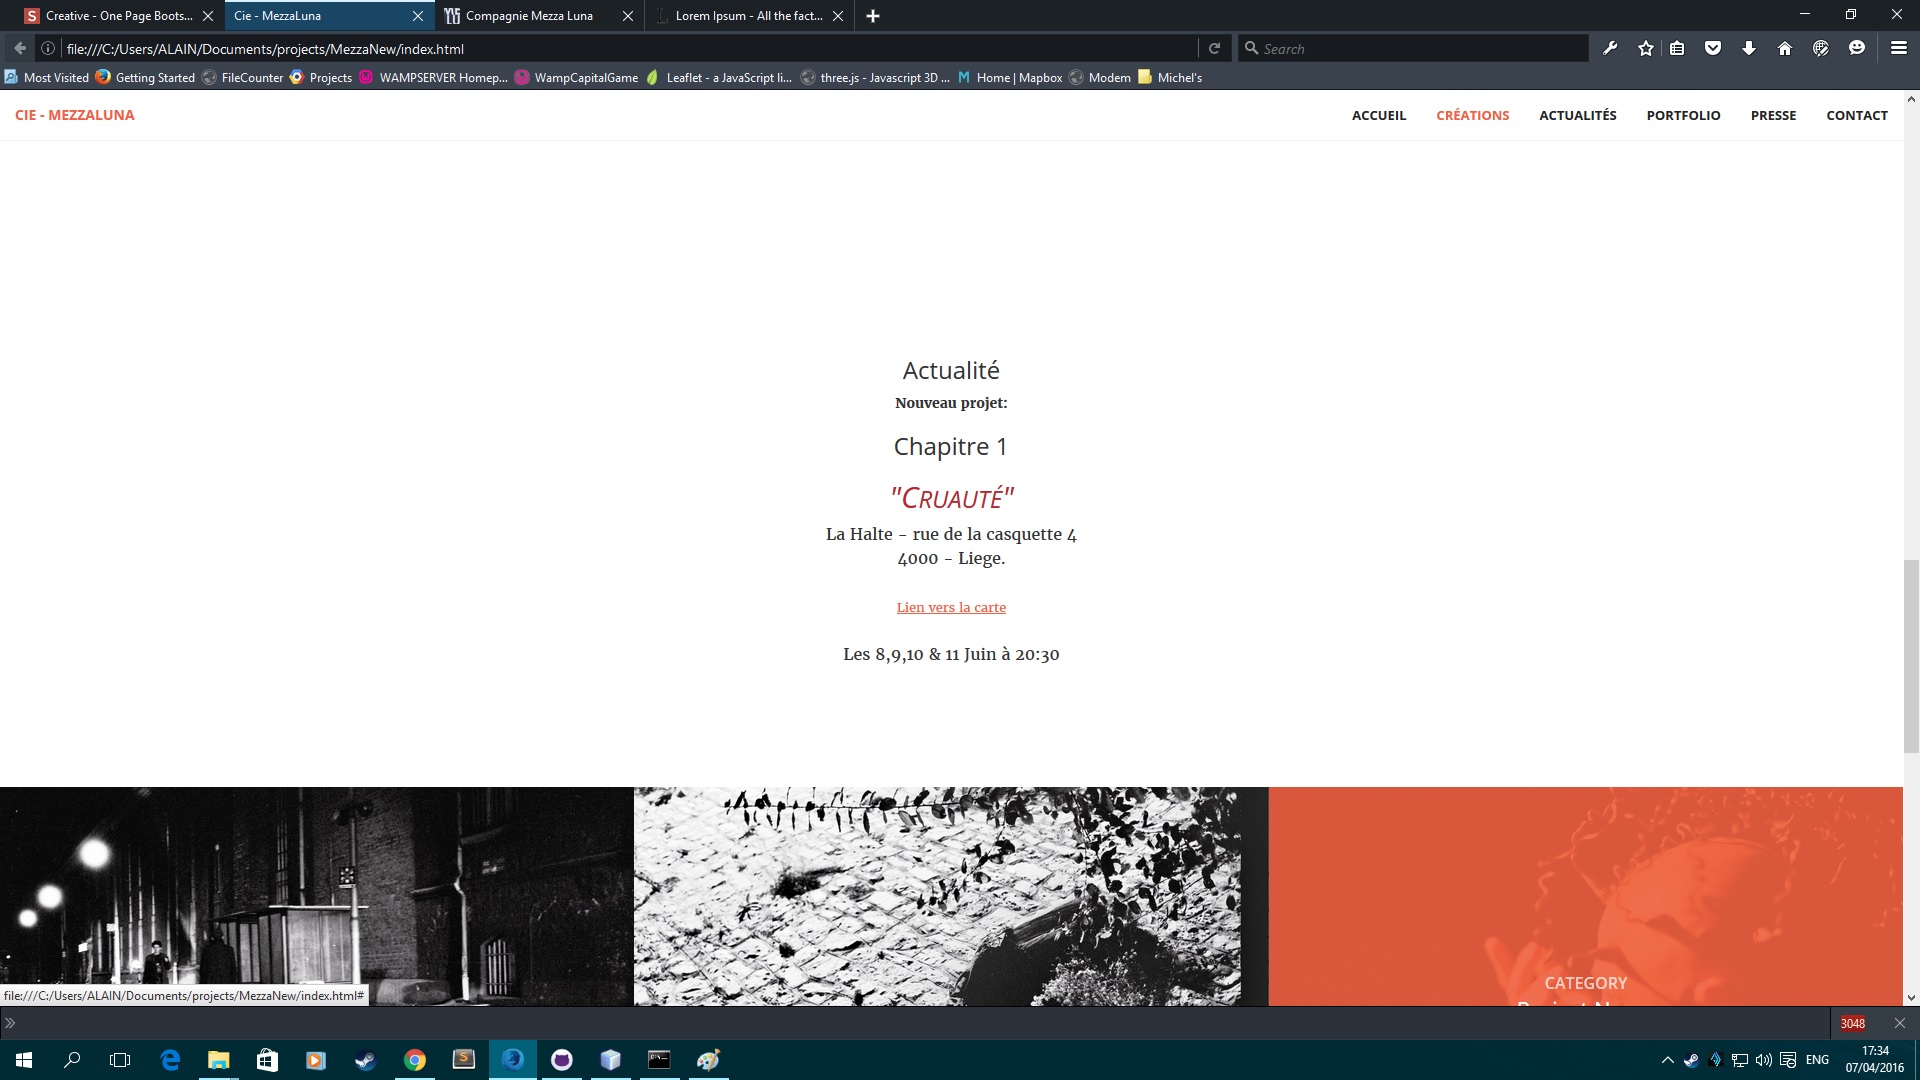 Creative - One Page Boots...
Cie - MezzaLuna
Compagnie Mezza Luna
Lorem Ipsum - All the fact...
file:///C:/Users/ALAIN/Documents/projects/MezzaNew/index.html
Search
Most Visited
Getting Started
FileCounter
Projects
WAMPSERVER Homep...
WampCapitalGame
Leaflet - a JavaScript li...
three.js - Javascript 3D ...
Home | Mapbox
Modem
Michel's
CIE - MEZZALUNA
ACCUEIL
CRÉATIONS
ACTUALITÉS
PORTFOLIO
PRESSE
CONTACT
Actualité
Nouveau projet:
Chapitre 1
"CRUAUTÉ"
La Halte - rue de la casquette 4
4000 - Liege.
Lien vers la carte
Les 8,9,10 & 11 Juin à 20:30
CATEGORY
file:///C:/Users/ALAIN/Documents/projects/MezzaNew/index.html#
3048
ENG
17:34
07/04/2016